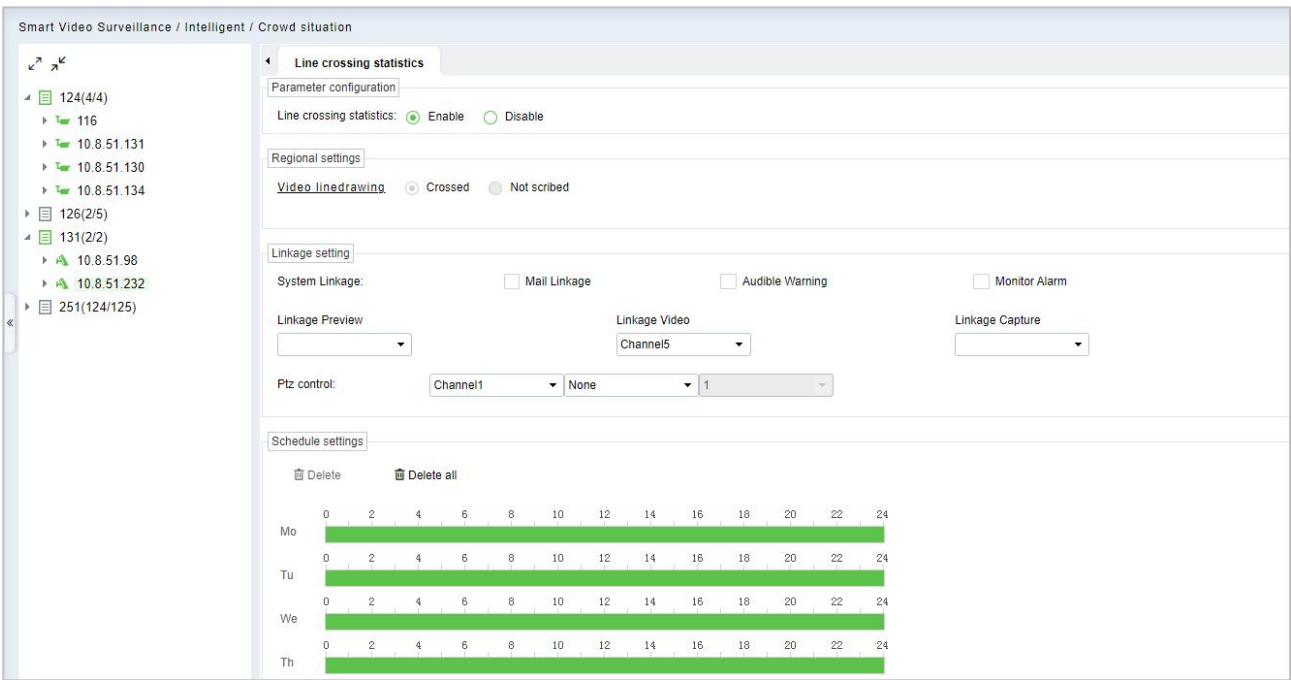 Smart Video Surveillance / Intelligent / Crowd situation
124(4/4)
116
10.8.51.131
10.8.51.130
10.8.51.134
126(2/5)
131(2/2)
10.8.51.98
10.8.51.232
251(124/125)
«
Line crossing statistics
Parameter configuration
Line crossing statistics: Enable Disable
Regional settings
Video linedrawing Crossed Not scribed
Linkage setting
System Linkage: Mail Linkage Audible Warning Monitor Alarm
Linkage Preview Linkage Video Linkage Capture
Channel5
Ptz control: Channel1 None 1
Schedule settings
Delete Delete all
0 2 4 6 8 10 12 14 16 18 20 22 24
Mo
0 2 4 6 8 10 12 14 16 18 20 22 24
Tu
0 2 4 6 8 10 12 14 16 18 20 22 24
We
0 2 4 6 8 10 12 14 16 18 20 22 24
Th